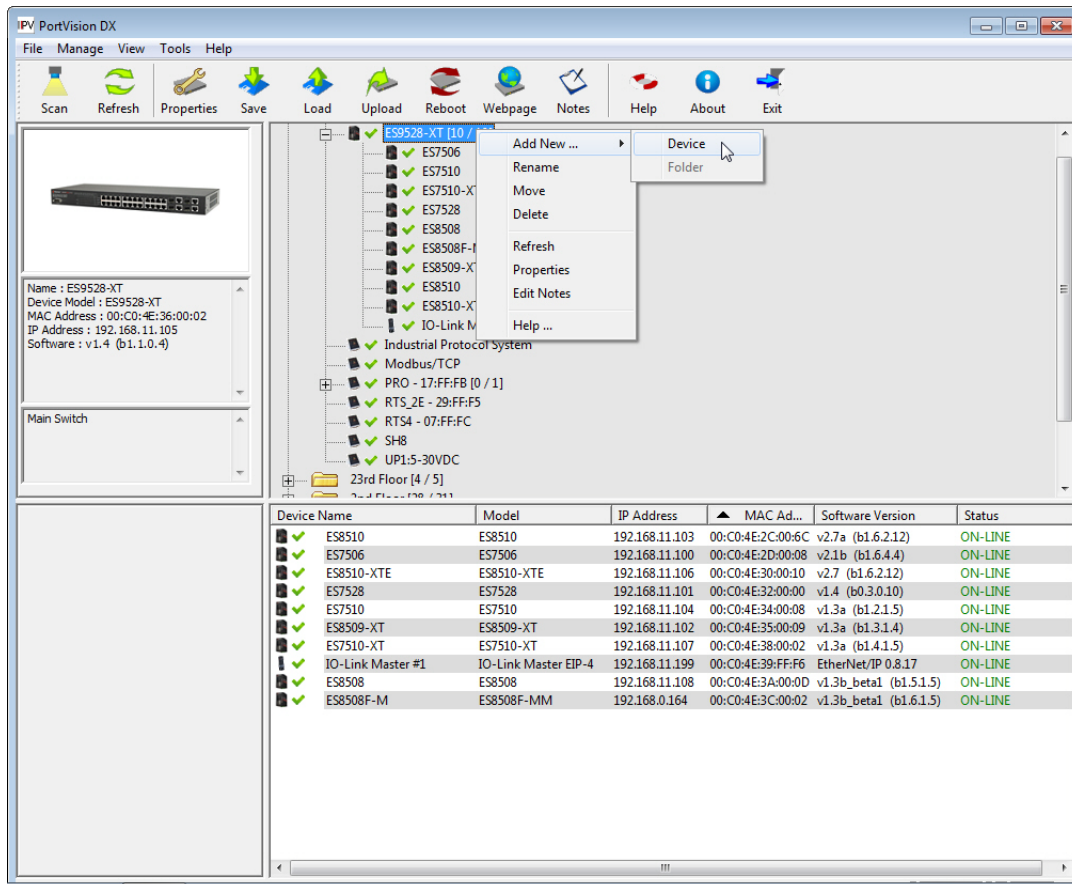 IPV PortVision DX
File Manage View Tools Help
Scan Refresh Properties Save Load Upload Reboot Webpage Notes Help About Exit
ES9528-XT [10 /
ES7506
ES7510
ES7510-X
ES7528
ES8508
ES8508F-
ES8509-X
ES8510
ES8510-X
IO-Link M
Industrial Protocol System
Modbus/TCP
PRO - 17:FF:FB [0 / 1]
RTS_2E - 29:FF:F5
RTS4 - 07:FF:FC
SH8
UP1:5-30VDC
23rd Floor [4 / 5]
Add New ...
Rename
Move
Delete
Refresh
Properties
Edit Notes
Help ...
Device
Folder
Name : ES9528-XT
Device Model : ES9528-XT
MAC Address : 00:C0:4E:36:00:02
IP Address : 192.168.11.105
Software : v1.4 (b1.1.0.4)
Main Switch
Device Name Model IP Address MAC Ad... Software Version Status
ES8510 ES8510 192.168.11.103 00:C0:4E:2C:00:6C v2.7a (b1.6.2.12) ON-LINE
ES7506 ES7506 192.168.11.100 00:C0:4E:2D:00:08 v2.1b (b1.6.4.4) ON-LINE
ES8510-XTE ES8510-XTE 192.168.11.106 00:C0:4E:30:00:10 v2.7 (b1.6.2.12) ON-LINE
ES7528 ES7528 192.168.11.101 00:C0:4E:32:00:00 v1.4 (b0.3.0.10) ON-LINE
ES7510 ES7510 192.168.11.104 00:C0:4E:34:00:08 v1.3a (b1.2.1.5) ON-LINE
ES8509-XT ES8509-XT 192.168.11.102 00:C0:4E:35:00:09 v1.3a (b1.3.1.4) ON-LINE
ES7510-XT ES7510-XT 192.168.11.107 00:C0:4E:38:00:02 v1.3a (b1.4.1.5) ON-LINE
IO-Link Master #1 IO-Link Master EIP-4 192.168.11.199 00:C0:4E:39:FF:F6 EtherNet/IP 0.8.17 ON-LINE
ES8508 ES8508 192.168.11.108 00:C0:4E:3A:00:0D v1.3b_beta1 (b1.5.1.5) ON-LINE
ES8508F-M ES8508F-MM 192.168.0.164 00:C0:4E:3C:00:02 v1.3b_beta1 (b1.6.1.5) ON-LINE